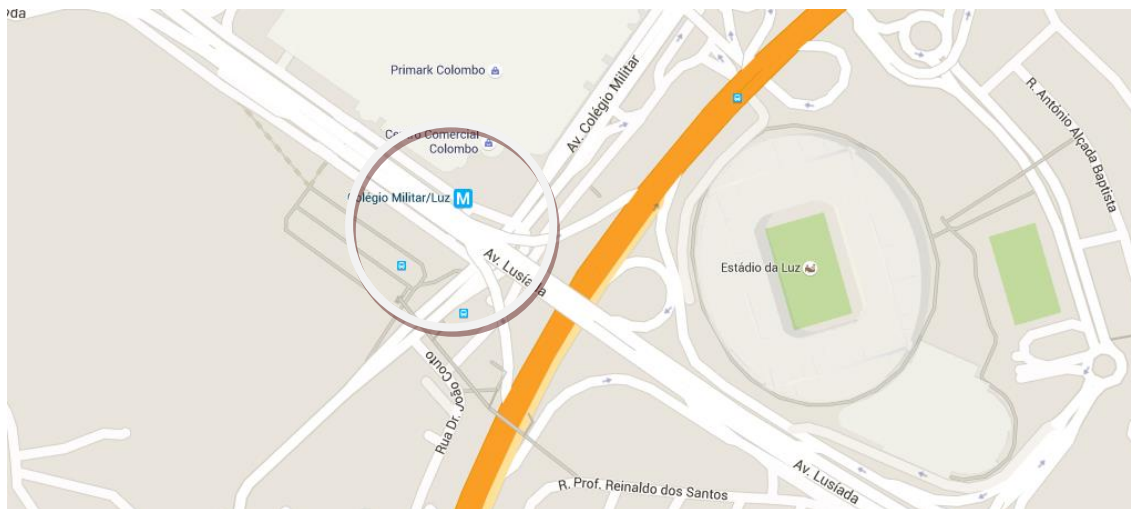 da
Primark Colombo
Av. Colégio Militar
R. António Alçada Baptista
Centro Comercial
Colombo
Colégio Militar/Luz M
Av. Lusíada
Estádio da Luz
Rua Dr. João Couto
Av. Lusíada
R. Prof. Reinaldo dos Santos